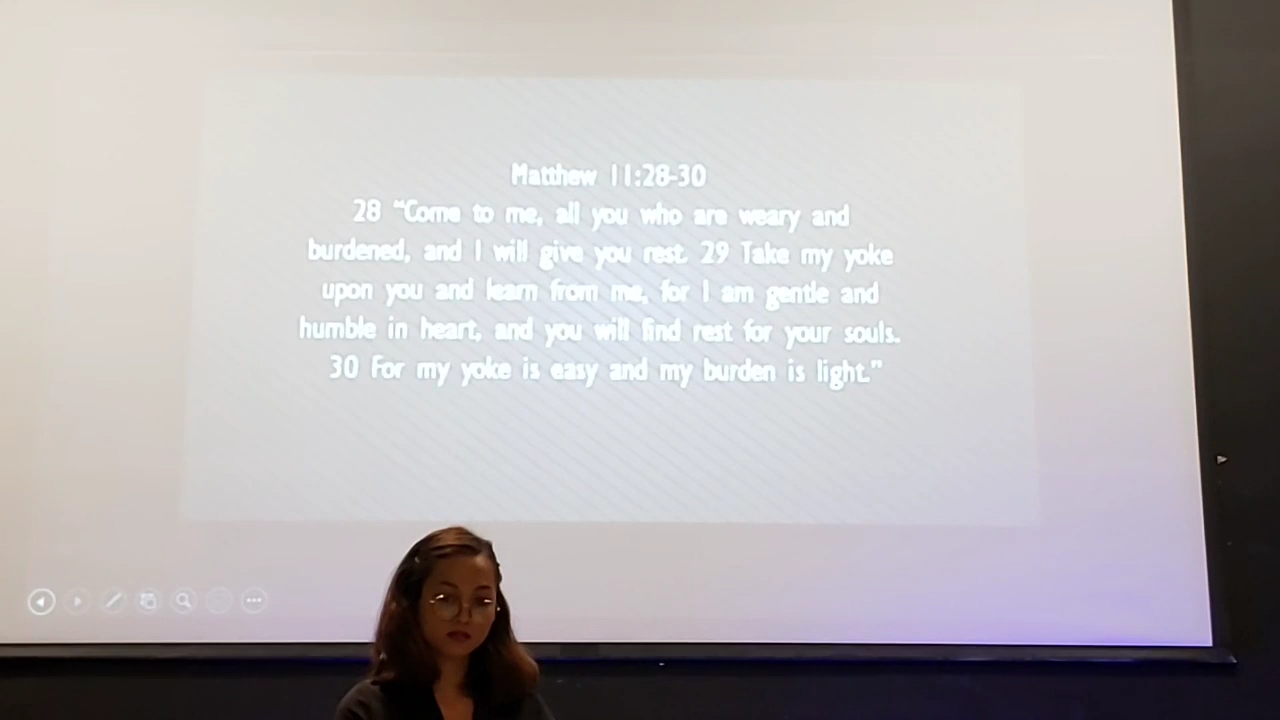 Matthew 11:28-30
28 “Come to me, all you who are weary and
burdened, and I will give you rest. 29 Take my yoke
upon you and learn from me, for I am gentle and
humble in heart, and you will find rest for your souls.
30 For my yoke is easy and my burden is light.”